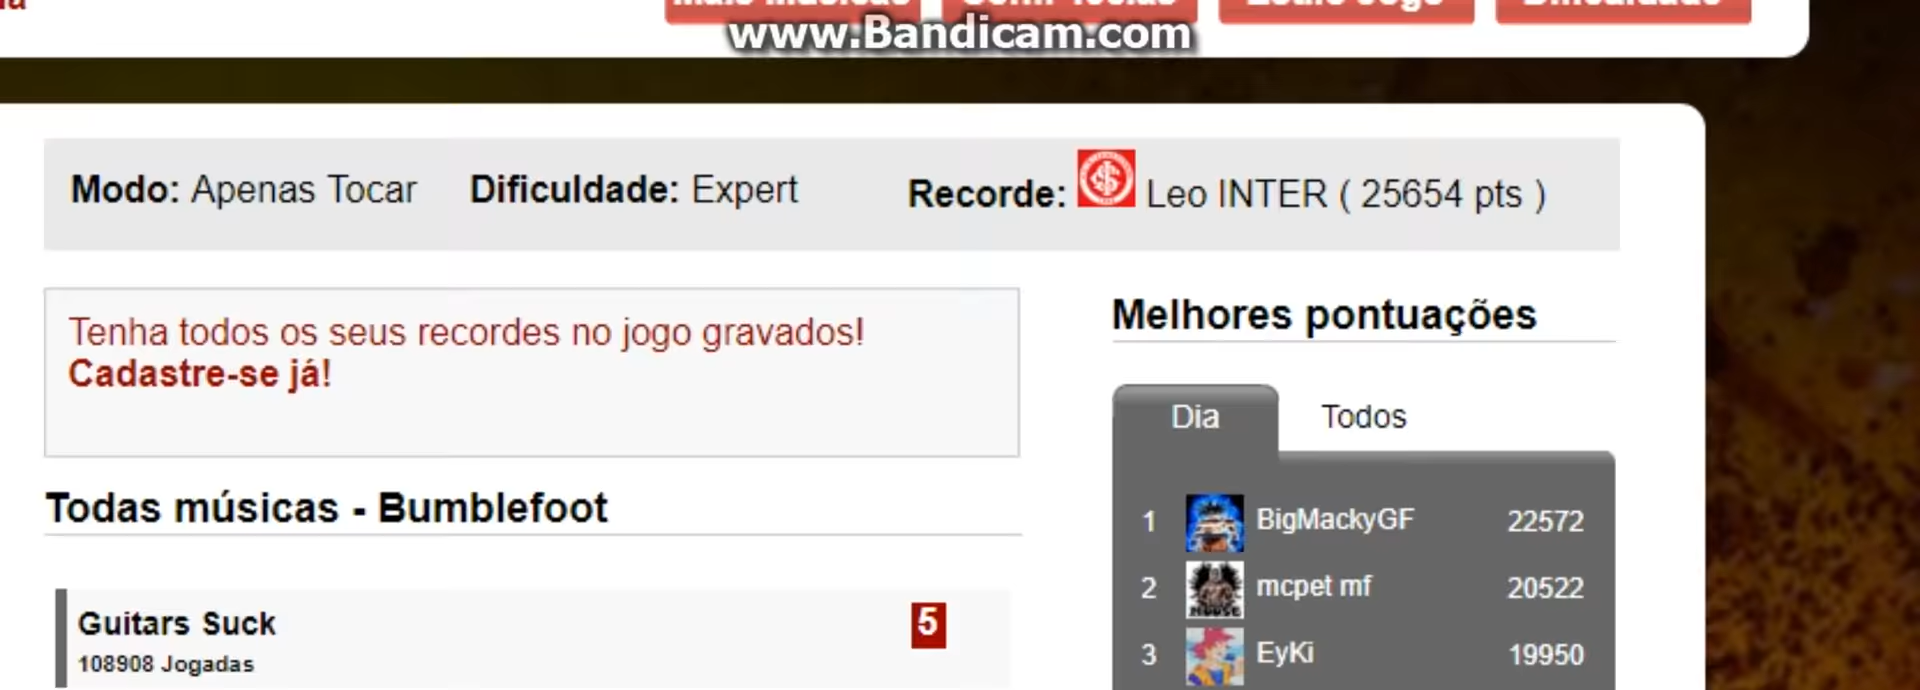 www.Bandicam.com
Modo: Apenas Tocar Dificuldade: Expert Recorde: Leo INTER ( 25654 pts )
Tenha todos os seus recordes no jogo gravados!
Cadastre-se já!
Melhores pontuações
Dia Todos
Todas músicas - Bumblefoot
1 BigMackyGF 22572
2 mcpet mf 20522
3 EyKi 19950
Guitars Suck 5
108908 Jogadas